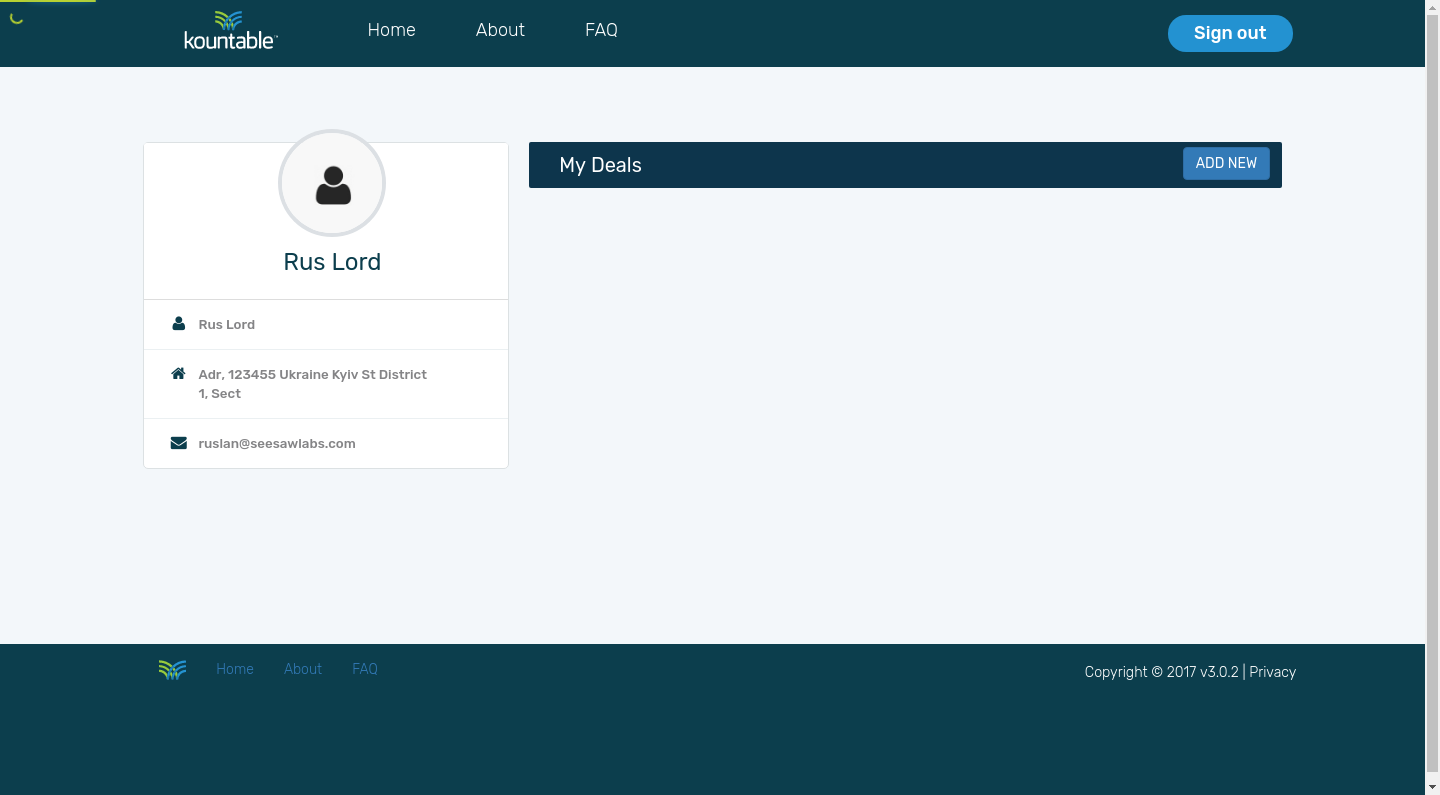 kountable™
Home
About
FAQ
Sign out
My Deals
ADD NEW
Rus Lord
Rus Lord
Adr, 123455 Ukraine Kyiv St District
1, Sect
ruslan@seesawlabs.com
Home
About
FAQ
Copyright © 2017 v3.0.2 | Privacy